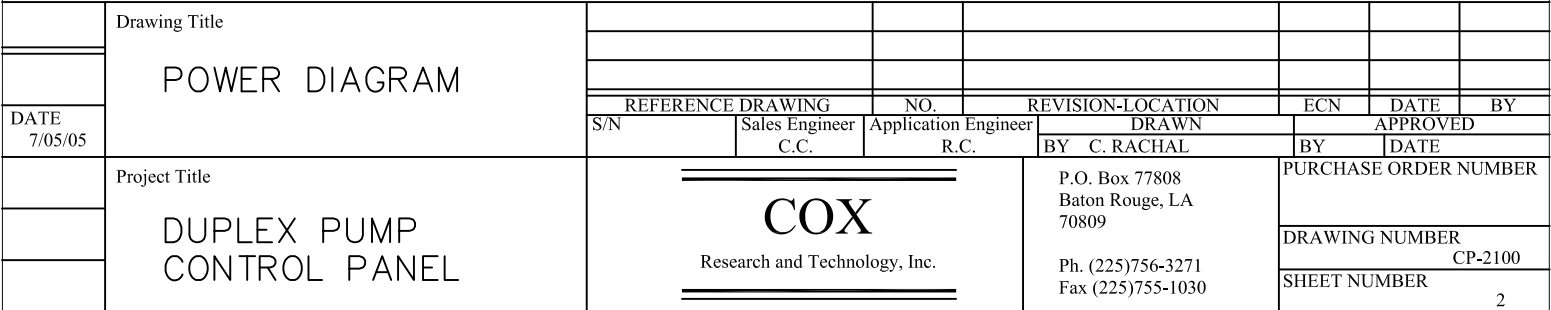 Drawing Title
POWER DIAGRAM
DATE
7/05/05
REFERENCE DRAWING NO. REVISION-LOCATION ECN DATE BY
S/N Sales Engineer Application Engineer DRAWN APPROVED
C.C. R.C. BY C. RACHAL BY DATE
Project Title
DUPLEX PUMP
CONTROL PANEL
COX
Research and Technology, Inc.
P.O. Box 77808
Baton Rouge, LA
70809
Ph. (225)756-3271
Fax (225)755-1030
PURCHASE ORDER NUMBER
DRAWING NUMBER
CP-2100
SHEET NUMBER
2